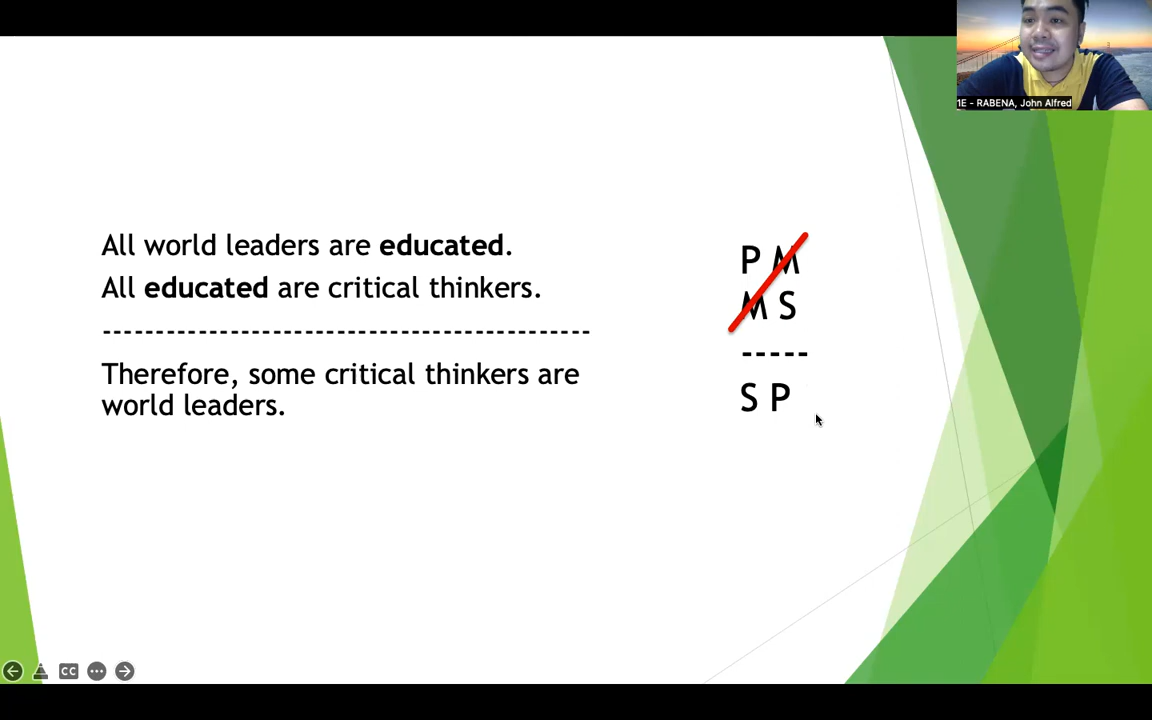 1E - RABENA, John Alfred
All world leaders are educated.
All educated are critical thinkers.
-----------------------------------------------
Therefore, some critical thinkers are
world leaders.
P M
M S
-----
S P
CC